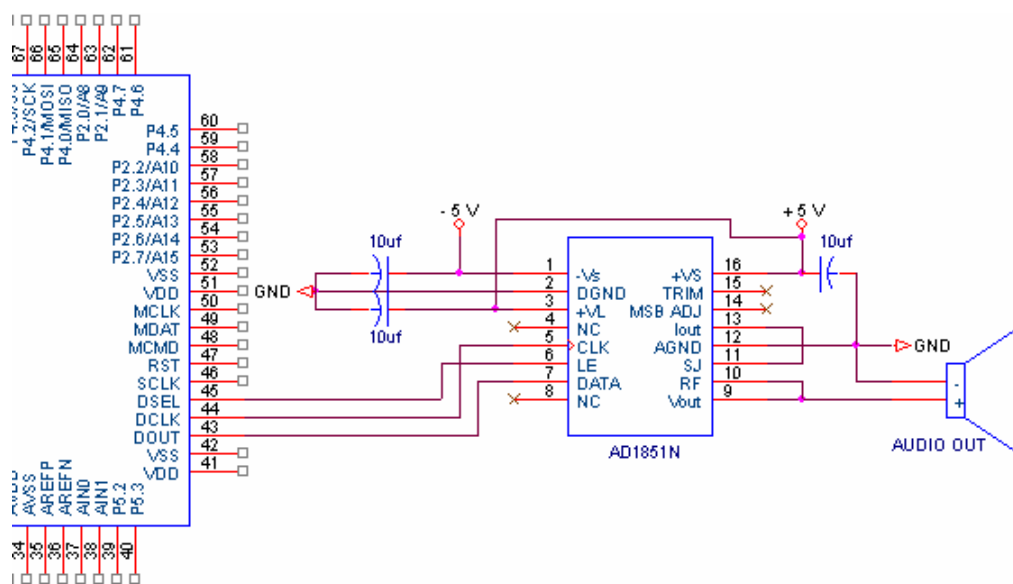 67
66
65
64
63
62
61
P4.2/SCK
P4.1/MOSI
P4.0/MISO
P2.0/A8
P2.1/A9
P4.7
P4.6
P4.5 60
P4.4 59
P2.2/A10 58
P2.3/A11 57
P2.4/A12 56
P2.5/A13 55
P2.6/A14 54
P2.7/A15 53
VSS 52
VDD 51
MCLK 50
MDAT 49
MCMD 48
RST 47
SCLK 46
DSEL 45
DCLK 44
DOUT 43
VSS 42
VDD 41
AVSS
AREFP
AREFN
AIN0
AIN1
P5.2
P5.3
34
35
36
37
38
39
40
- 5 V
+ 5 V
10uf
10uf
10uf
GND
1 -Vs
2 DGND
3 +VL
4 NC
5 CLK
6 LE
7 DATA
8 NC
+VS 16
TRIM 15
MSB ADJ 14
Iout 13
AGND 12
SJ 11
RF 10
Vout 9
AD1851N
GND
-
+
AUDIO OUT